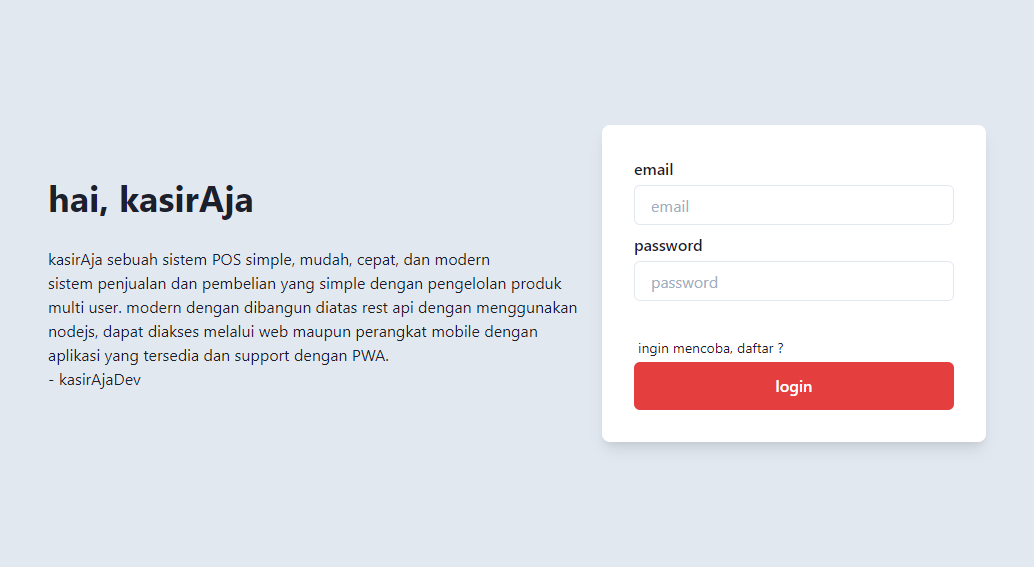 hai, kasirAja
kasirAja sebuah sistem POS simple, mudah, cepat, dan modern
sistem penjualan dan pembelian yang simple dengan pengelolan produk
multi user. modern dengan dibangun diatas rest api dengan menggunakan
nodejs, dapat diakses melalui web maupun perangkat mobile dengan
aplikasi yang tersedia dan support dengan PWA.
- kasirAjaDev
email
email
password
password
ingin mencoba, daftar ?
login